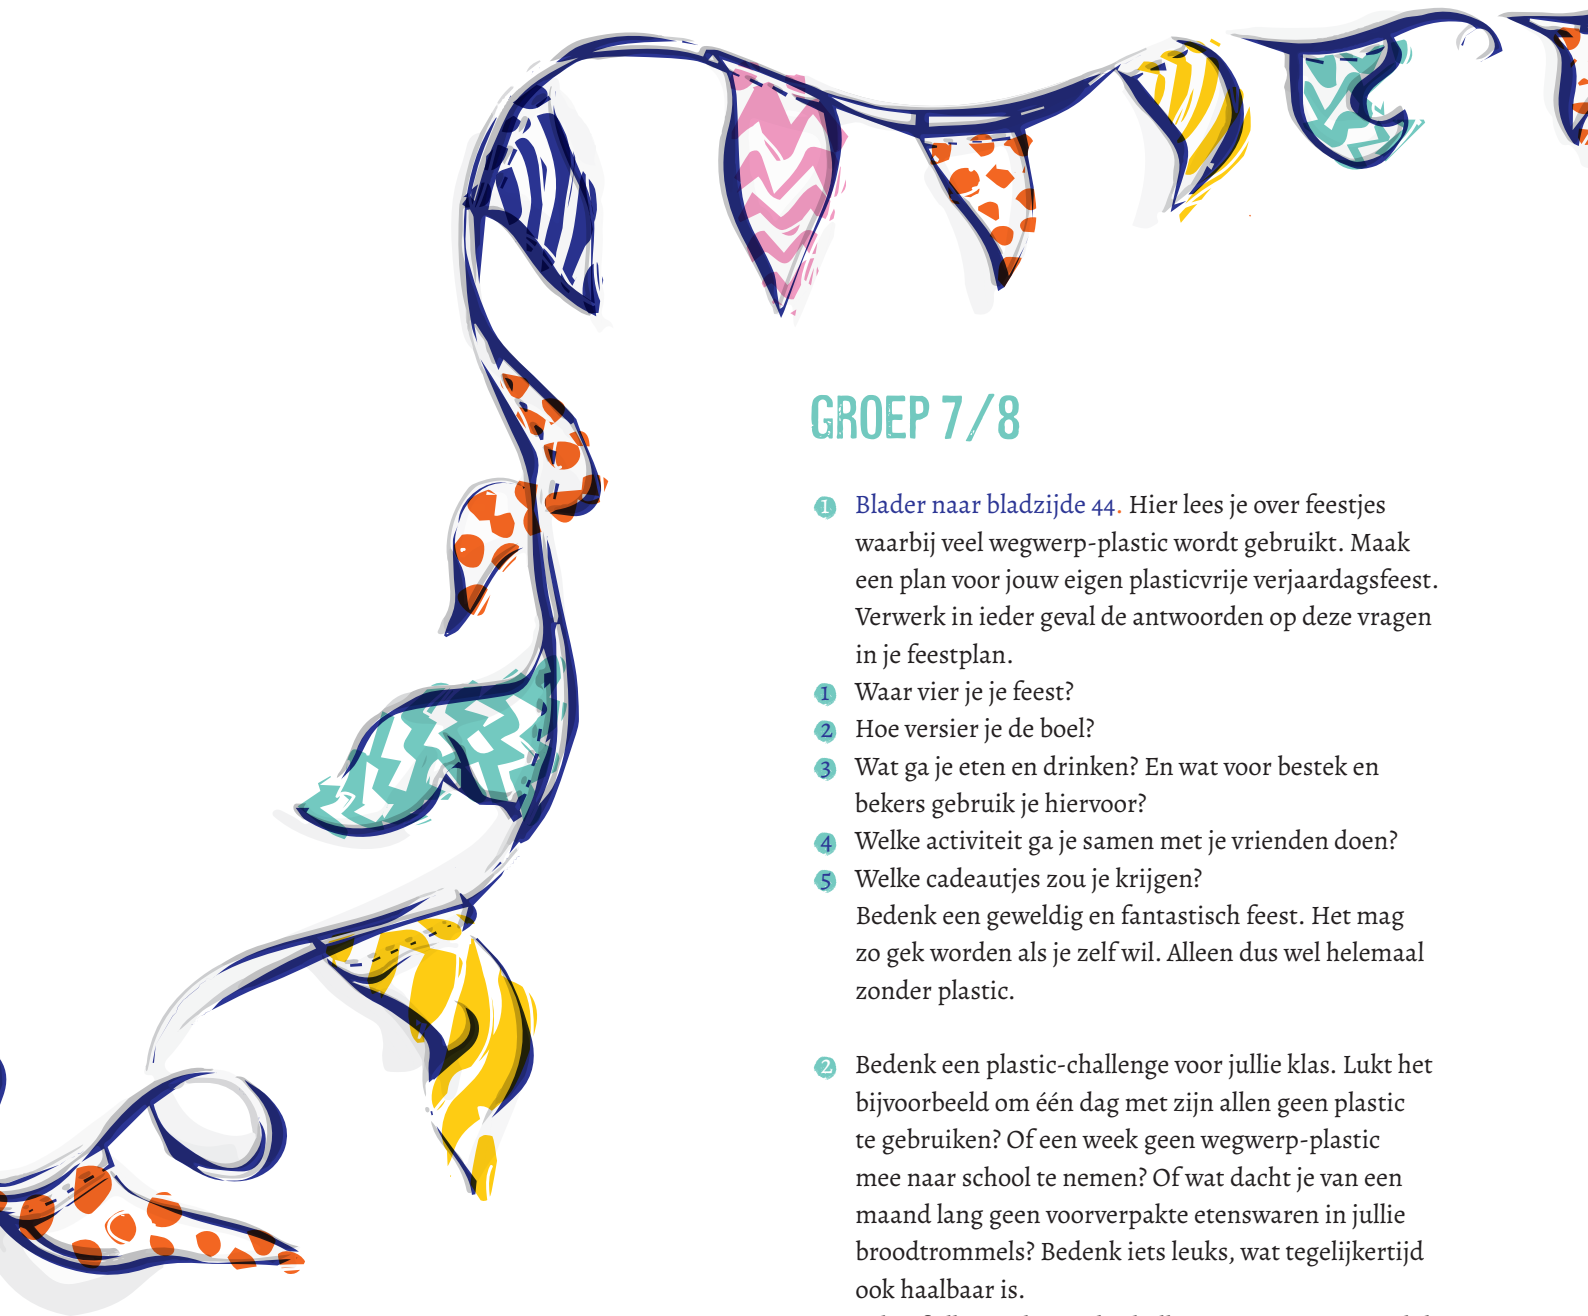 GROEP 7/8
1 Blader naar bladzijde 44. Hier lees je over feestjes
waarbij veel wegwerp-plastic wordt gebruikt. Maak
een plan voor jouw eigen plasticvrije verjaardagsfeest.
Verwerk in ieder geval de antwoorden op deze vragen
in je feestplan.
1 Waar vier je je feest?
2 Hoe versier je de boel?
3 Wat ga je eten en drinken? En wat voor bestek en
bekers gebruik je hiervoor?
4 Welke activiteit ga je samen met je vrienden doen?
5 Welke cadeautjes zou je krijgen?
Bedenk een geweldig en fantastisch feest. Het mag
zo gek worden als je zelf wil. Alleen dus wel helemaal
zonder plastic.
2 Bedenk een plastic-challenge voor jullie klas. Lukt het
bijvoorbeeld om één dag met zijn allen geen plastic
te gebruiken? Of een week geen wegwerp-plastic
mee naar school te nemen? Of wat dacht je van een
maand lang geen voorverpakte etenswaren in jullie
broodtrommels? Bedenk iets leuks, wat tegelijkertijd
ook haalbaar is.